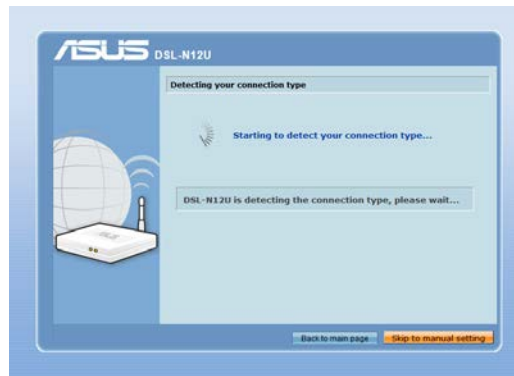 ASUS DSL-N12U
Detecting your connection type
Starting to detect your connection type...
DSL-N12U is detecting the connection type, please wait...
Back to main page
Skip to manual setting